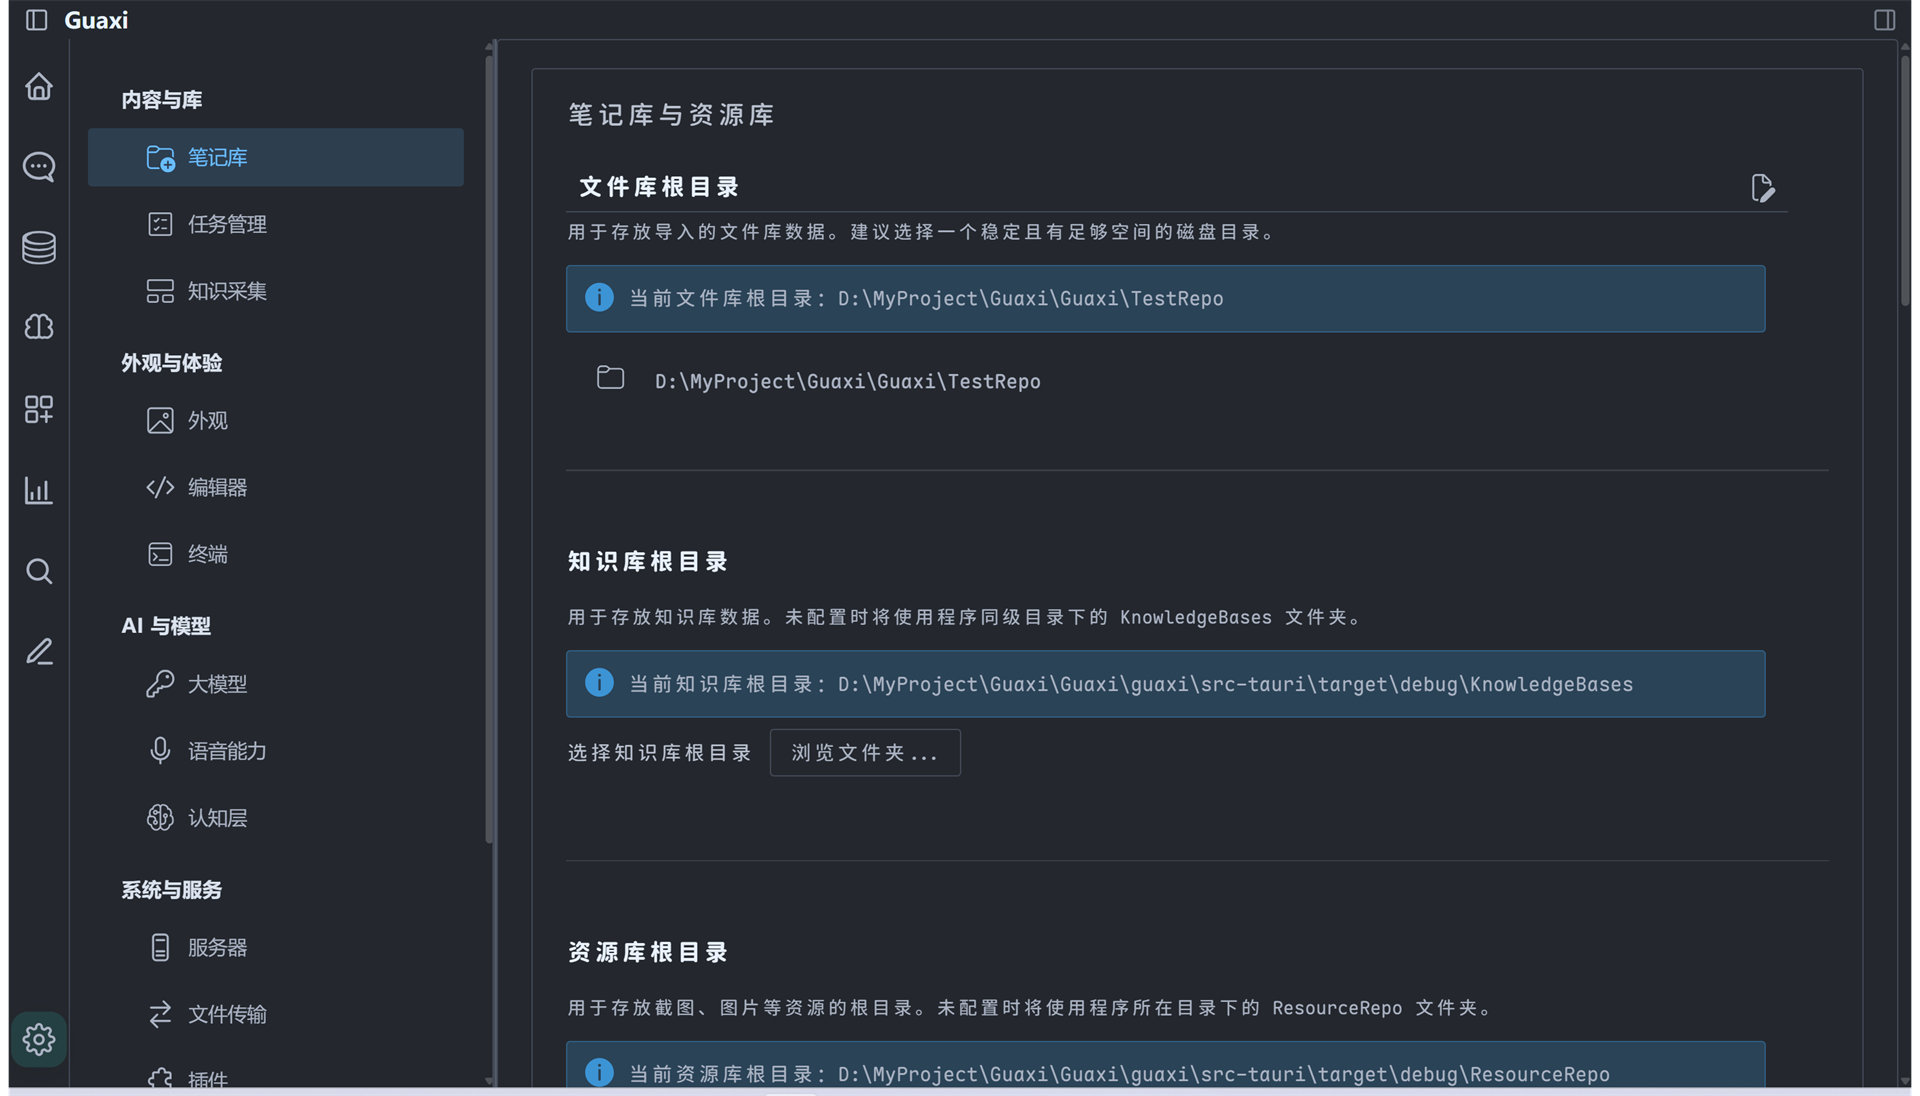 Guaxi
内容与库
笔记库
任务管理
知识采集
外观与体验
外观
编辑器
终端
AI 与模型
大模型
语音能力
认知层
系统与服务
服务器
文件传输
插件
笔记库与资源库
文件库根目录
用于存放导入的文件库数据。建议选择一个稳定且有足够空间的磁盘目录。
当前文件库根目录：D:\MyProject\Guaxi\Guaxi\TestRepo
D:\MyProject\Guaxi\Guaxi\TestRepo
知识库根目录
用于存放知识库数据。未配置时将使用程序同级目录下的 KnowledgeBases 文件夹。
当前知识库根目录：D:\MyProject\Guaxi\Guaxi\guaxi\src-tauri\target\debug\KnowledgeBases
选择知识库根目录 浏览文件夹...
资源库根目录
用于存放截图、图片等资源的根目录。未配置时将使用程序所在目录下的 ResourceRepo 文件夹。
当前资源库根目录：D:\MyProject\Guaxi\Guaxi\guaxi\src-tauri\target\debug\ResourceRepo